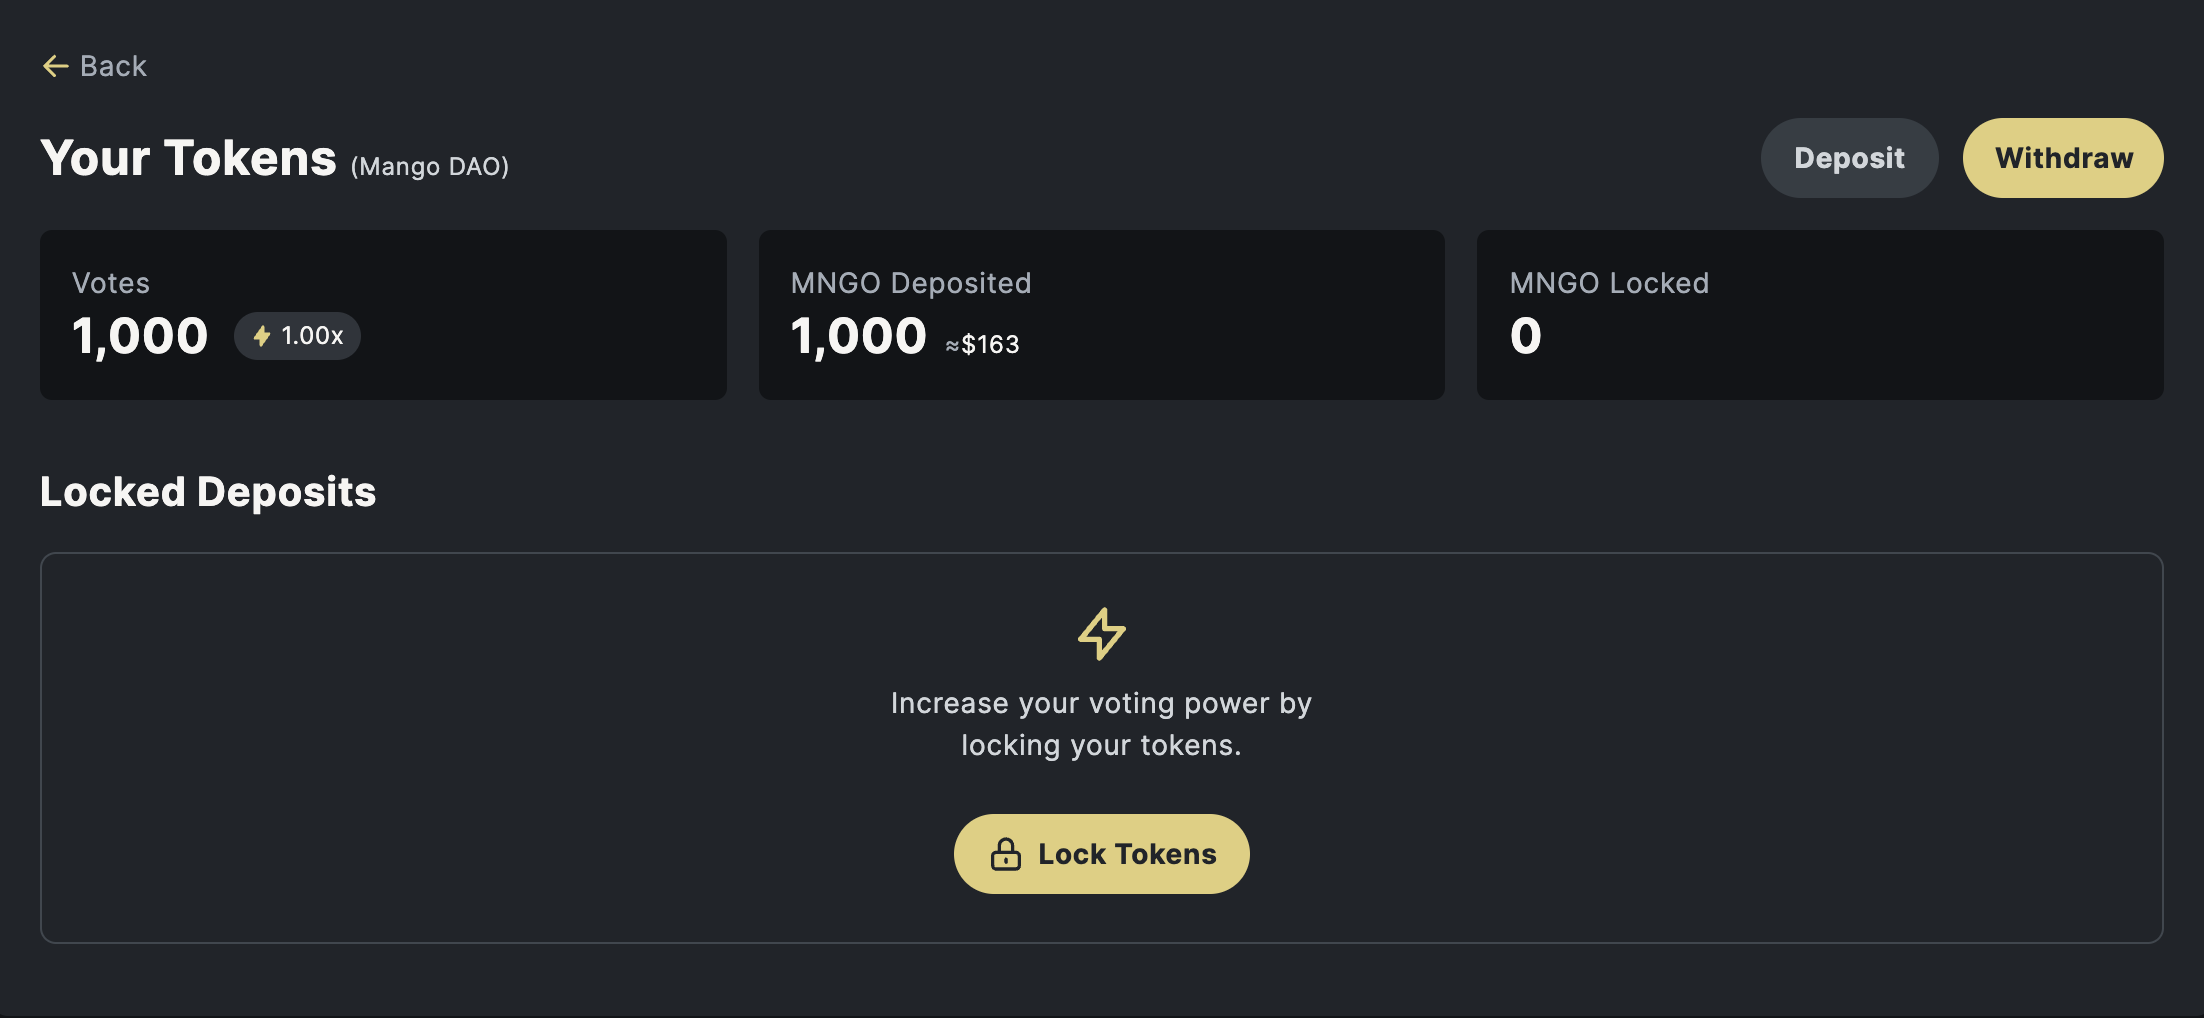 Back
Your Tokens (Mango DAO)
Deposit
Withdraw
Votes
1,000 1.00x
MNGO Deposited
1,000 ≈$163
MNGO Locked
0
Locked Deposits
Increase your voting power by
locking your tokens.
Lock Tokens